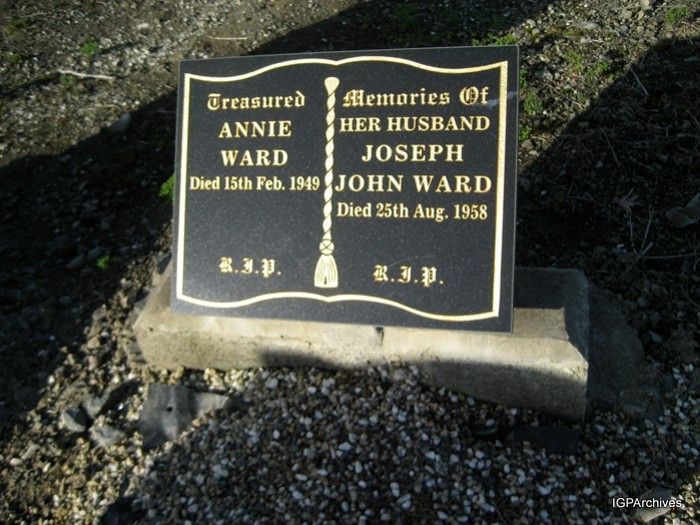 Treasured
ANNIE
WARD
Died 15th Feb. 1949
R.I.P.
Memories Of
HER HUSBAND
JOSEPH
JOHN WARD
Died 25th Aug. 1958
R.I.P.
IGPArchives